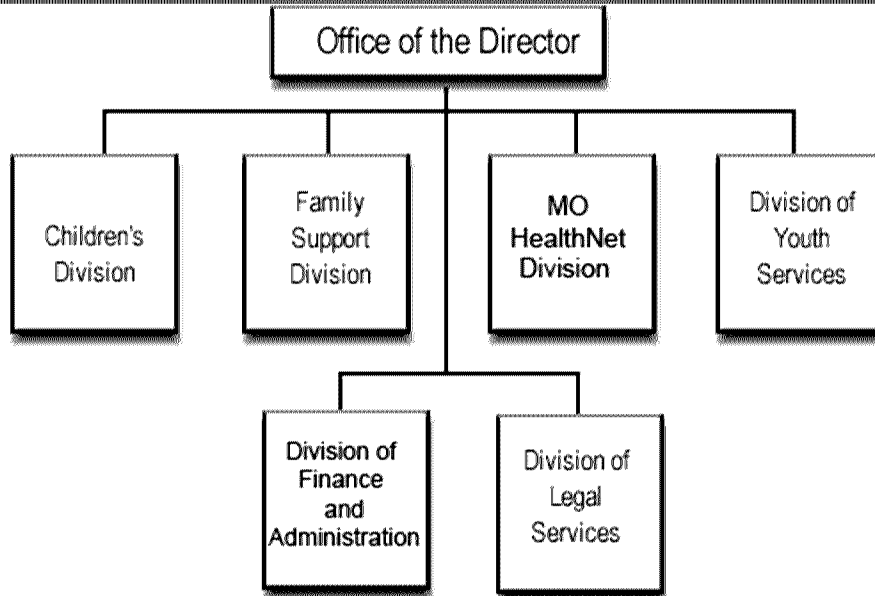 Office of the Director
Children's
Division
Family
Support
Division
MO
HealthNet
Division
Division of
Youth
Services
Division of
Finance
and
Administration
Division of
Legal
Services